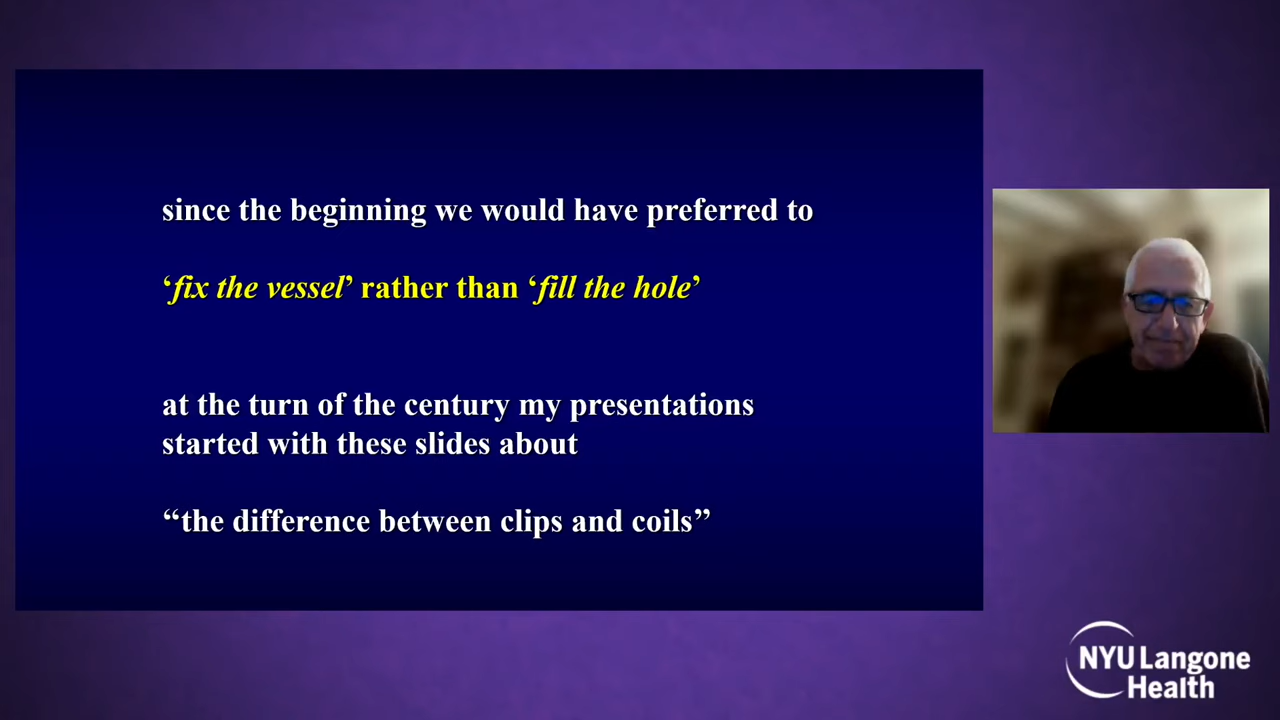 since the beginning we would have preferred to
‘fix the vessel’ rather than ‘fill the hole’
at the turn of the century my presentations
started with these slides about
“the difference between clips and coils”
NYU Langone
Health